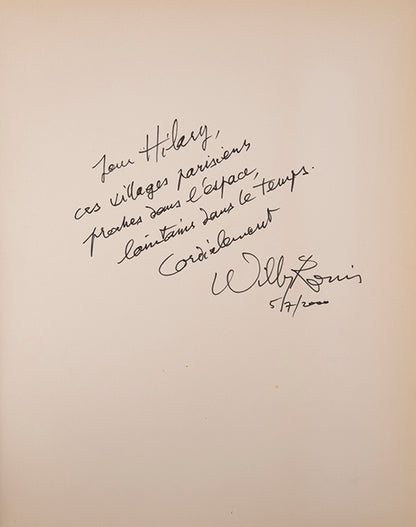 Pour Hilary,
ces villages parisiens
proches dans l'espace,
lointains dans le temps.
Cordialement
Willy Ronis
5/7/2000